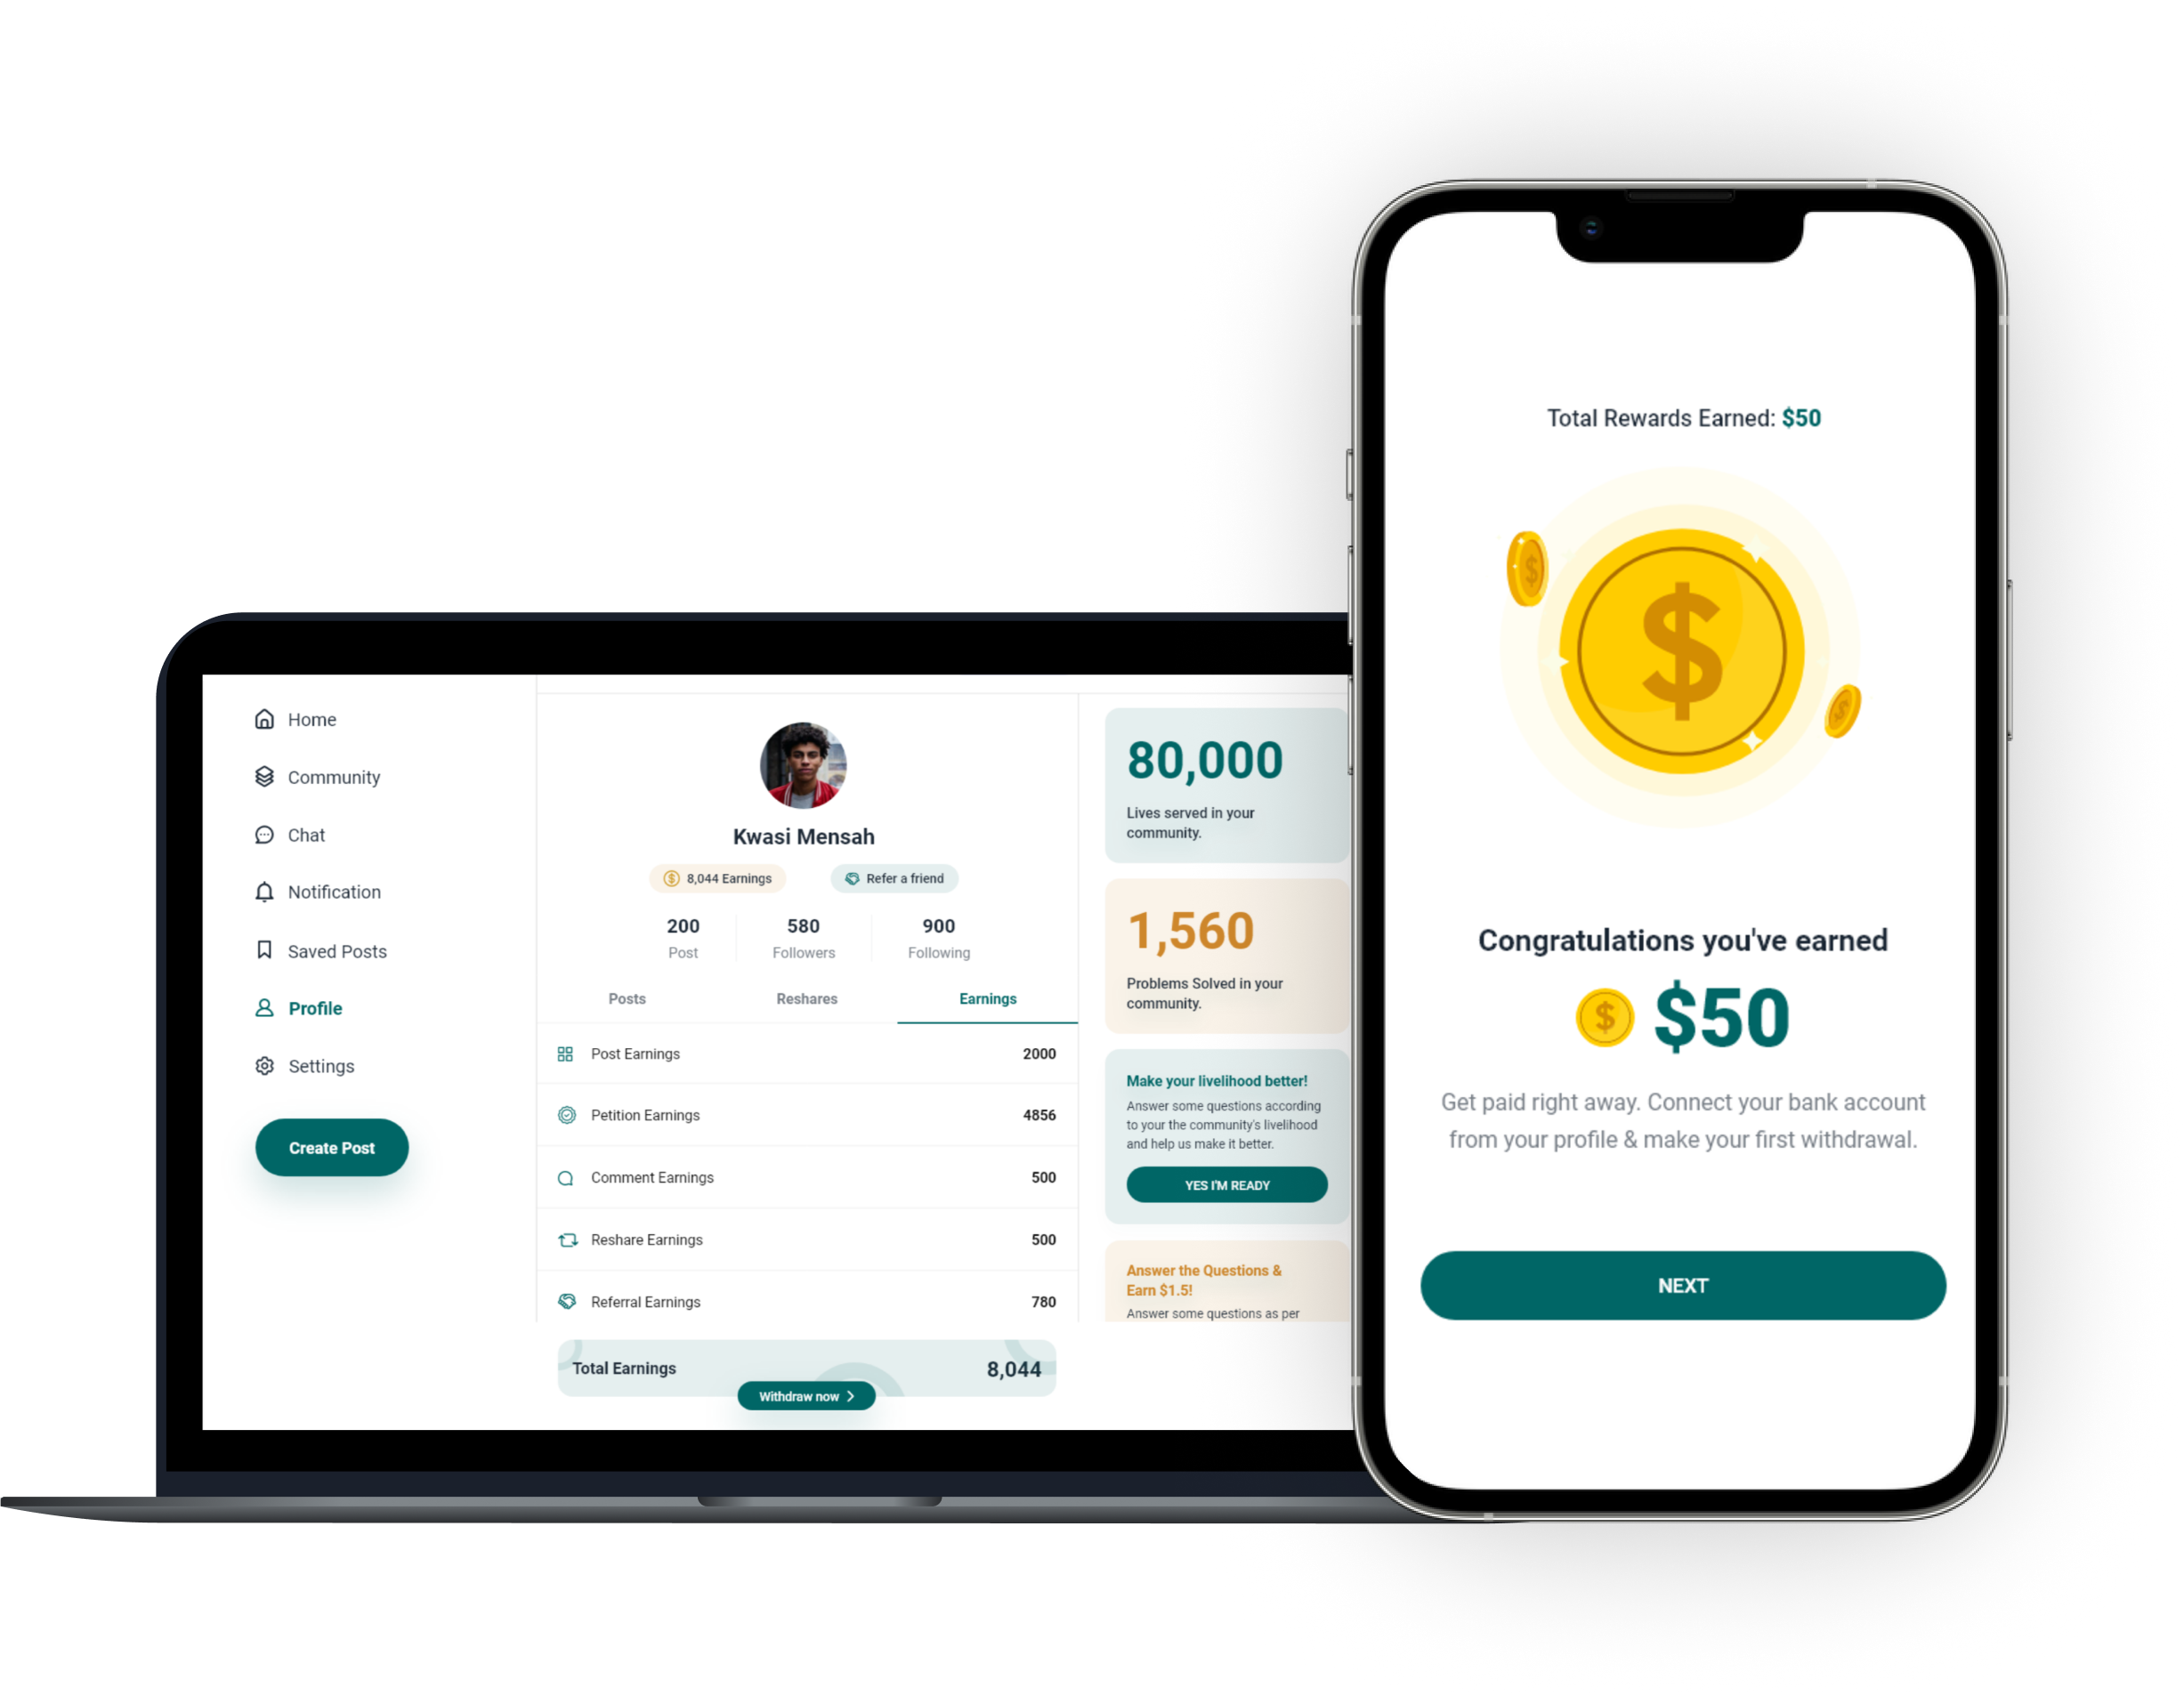 Home
Community
Chat
Notification
Saved Posts
Profile
Settings
Create Post
Kwasi Mensah
8,044 Earnings
Refer a friend
200
580
900
Post
Followers
Following
Posts
Reshares
Earnings
Post Earnings
2000
Petition Earnings
4856
Comment Earnings
500
Reshare Earnings
500
Referral Earnings
780
Total Earnings
8,044
Withdraw now
80,000
Lives served in your
community.
1,560
Problems Solved in your
community.
Make your livelihood better!
Answer some questions according
to your the community's livelihood
and help us make it better.
YES I'M READY
Answer the Questions &
Earn $1.5!
Answer some questions as per
Total Rewards Earned: $50
$
$
$
Congratulations you've earned
$ $50
Get paid right away. Connect your bank account
from your profile & make your first withdrawal.
NEXT